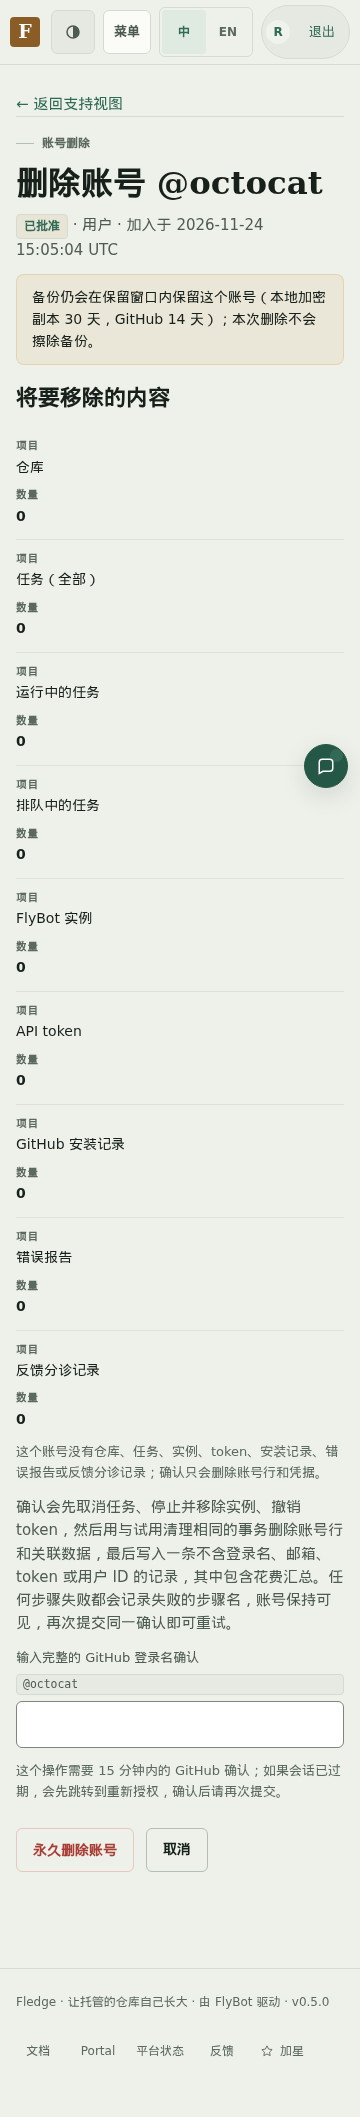 F 菜单 中 EN R 退出
← 返回支持视图
账号删除
删除账号 @octocat
已批准 · 用户 · 加入于 2026-11-24
15:05:04 UTC
备份仍会在保留窗口内保留这个账号（本地加密
副本 30 天，GitHub 14 天）；本次删除不会
擦除备份。
将要移除的内容
项目
仓库
数量
0
项目
任务（全部）
数量
0
项目
运行中的任务
数量
0
项目
排队中的任务
数量
0
项目
FlyBot 实例
数量
0
项目
API token
数量
0
项目
GitHub 安装记录
数量
0
项目
错误报告
数量
0
项目
反馈分诊记录
数量
0
这个账号没有仓库、任务、实例、token、安装记录、错
误报告或反馈分诊记录；确认只会删除账号行和凭据。
确认会先取消任务、停止并移除实例、撤销
token，然后用与试用清理相同的事务删除账号行
和关联数据，最后写入一条不含登录名、邮箱、
token 或用户 ID 的记录，其中包含花费汇总。任
何步骤失败都会记录失败的步骤名，账号保持可
见，再次提交同一确认即可重试。
输入完整的 GitHub 登录名确认
@octocat
这个操作需要 15 分钟内的 GitHub 确认；如果会话已过
期，会先跳转到重新授权，确认后请再次提交。
永久删除账号 取消
Fledge · 让托管的仓库自己长大 · 由 FlyBot 驱动 · v0.5.0
文档 Portal 平台状态 反馈 加星